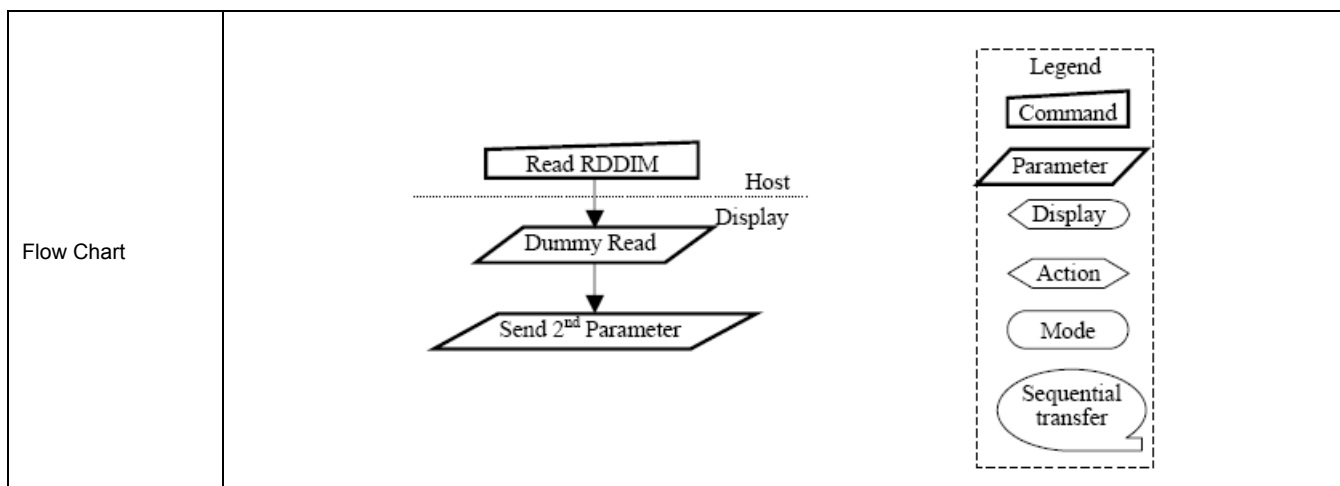 Flow Chart
Read RDDIM
Host
Display
Dummy Read
Send 2nd Parameter
Legend
Command
Parameter
Display
Action
Mode
Sequential
transfer